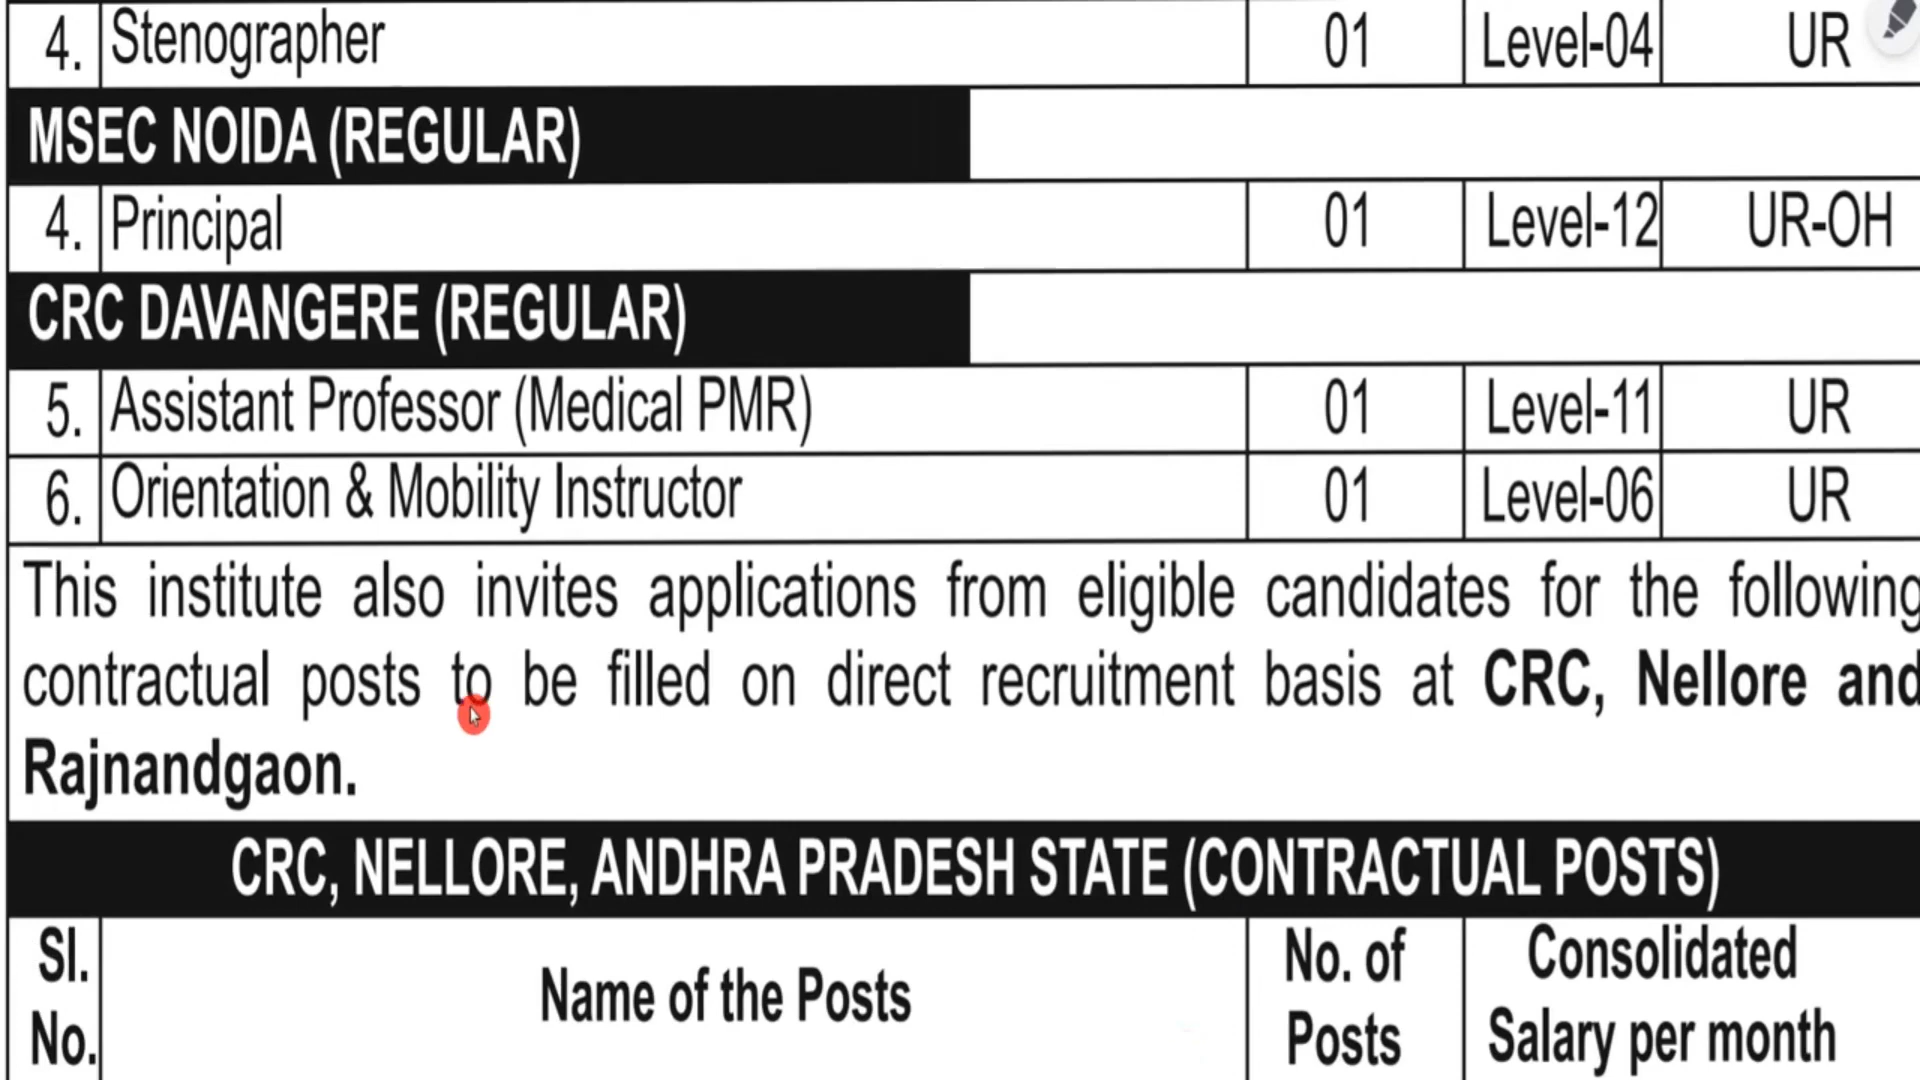 4. Stenographer 01 Level-04 UR
MSEC NOIDA (REGULAR)
4. Principal 01 Level-12 UR-OH
CRC DAVANGERE (REGULAR)
5. Assistant Professor (Medical PMR) 01 Level-11 UR
6. Orientation & Mobility Instructor 01 Level-06 UR
This institute also invites applications from eligible candidates for the following
contractual posts to be filled on direct recruitment basis at CRC, Nellore and
Rajnandgaon.
CRC, NELLORE, ANDHRA PRADESH STATE (CONTRACTUAL POSTS)
Sl. No. of Consolidated
Name of the Posts
No. Posts Salary per month